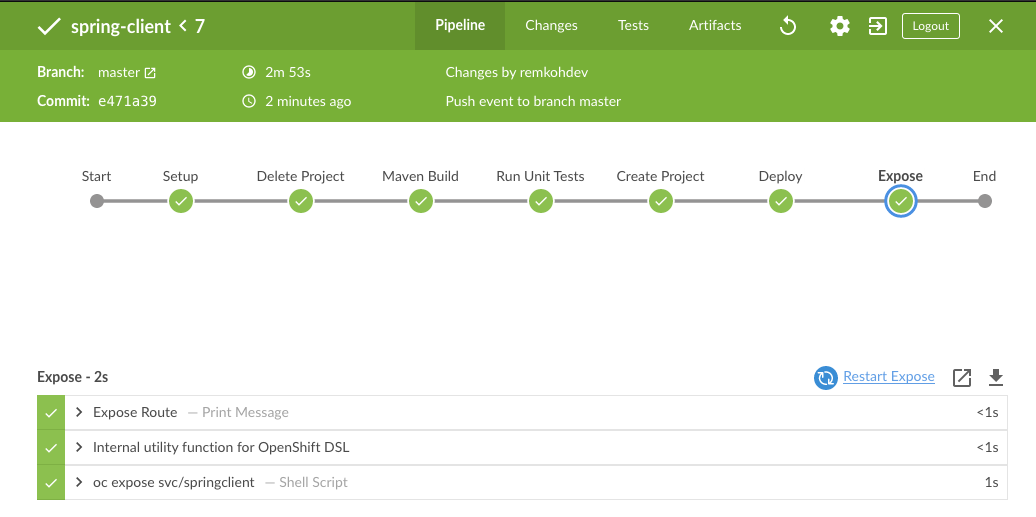 spring-client < 7 Pipeline Changes Tests Artifacts Logout
Branch: master 2m 53s Changes by remkohdev
Commit: e471a39 2 minutes ago Push event to branch master
Start Setup Delete Project Maven Build Run Unit Tests Create Project Deploy Expose End
Expose - 2s Restart Expose
Expose Route — Print Message <1s
Internal utility function for OpenShift DSL <1s
oc expose svc/springclient — Shell Script 1s